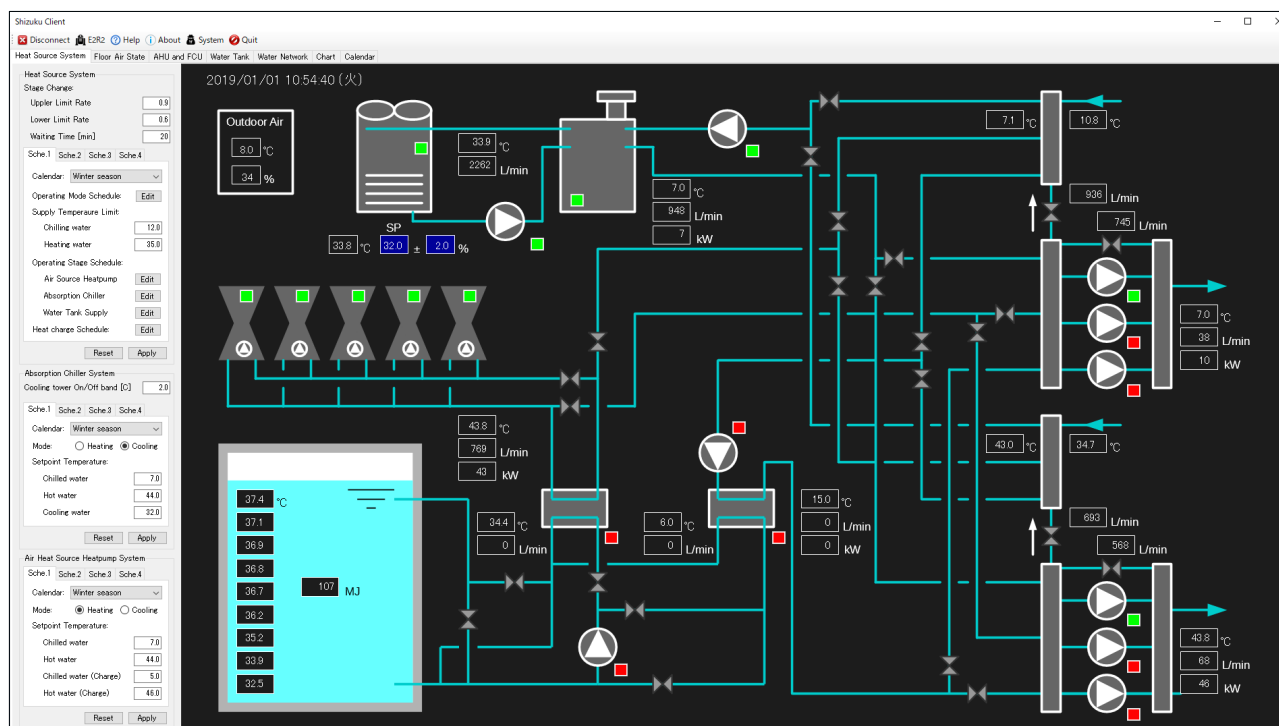 Shizuku Client
Disconnect E2R2 Help About System Quit
Heat Source System Floor Air State AHU and FCU Water Tank Water Network Chart Calendar
Heat Source System
Stage Change:
Uppler Limit Rate 0.9
Lower Limit Rate 0.6
Waiting Time [min] 20
Sche.1 Sche.2 Sche.3 Sche.4
Calendar: Winter season
Operating Mode Schedule: Edit
Supply Temperaure Limit:
Chilling water 12.0
Heating water 35.0
Operating Stage Schedule:
Air Source Heatpump Edit
Absorption Chiller Edit
Water Tank Supply Edit
Heat charge Schedule: Edit
Reset Apply
Absorption Chiller System
Cooling tower On/Off band [C] 2.0
Sche.1 Sche.2 Sche.3 Sche.4
Calendar: Winter season
Mode: Heating Cooling
Setpoint Temperature:
Chilled water 7.0
Hot water 44.0
Cooling water 32.0
Reset Apply
Air Heat Source Heatpump System
Sche.1 Sche.2 Sche.3 Sche.4
Calendar: Winter season
Mode: Heating Cooling
Setpoint Temperature:
Chilled water 7.0
Hot water 44.0
Chilled water (Charge) 5.0
Hot water (Charge) 46.0
Reset Apply
2019/01/01 10:54:40 (火)
Outdoor Air
8.0 ℃
34 %
33.9 ℃
2262 L/min
SP
33.8 ℃ 32.0 ± 2.0 %
7.0 ℃
948 L/min
7 kW
7.1 ℃ 10.8 ℃
936 L/min
745 L/min
7.0 ℃
38 L/min
10 kW
43.8 ℃
769 L/min
43 kW
34.4 ℃
0 L/min
6.0 ℃
0 L/min
15.0 ℃
0 L/min
0 kW
43.0 ℃ 34.7 ℃
693 L/min
568 L/min
43.8 ℃
68 L/min
46 kW
37.4 ℃
37.1
36.9
36.8
36.7
36.2
35.2
33.9
32.5
107 MJ